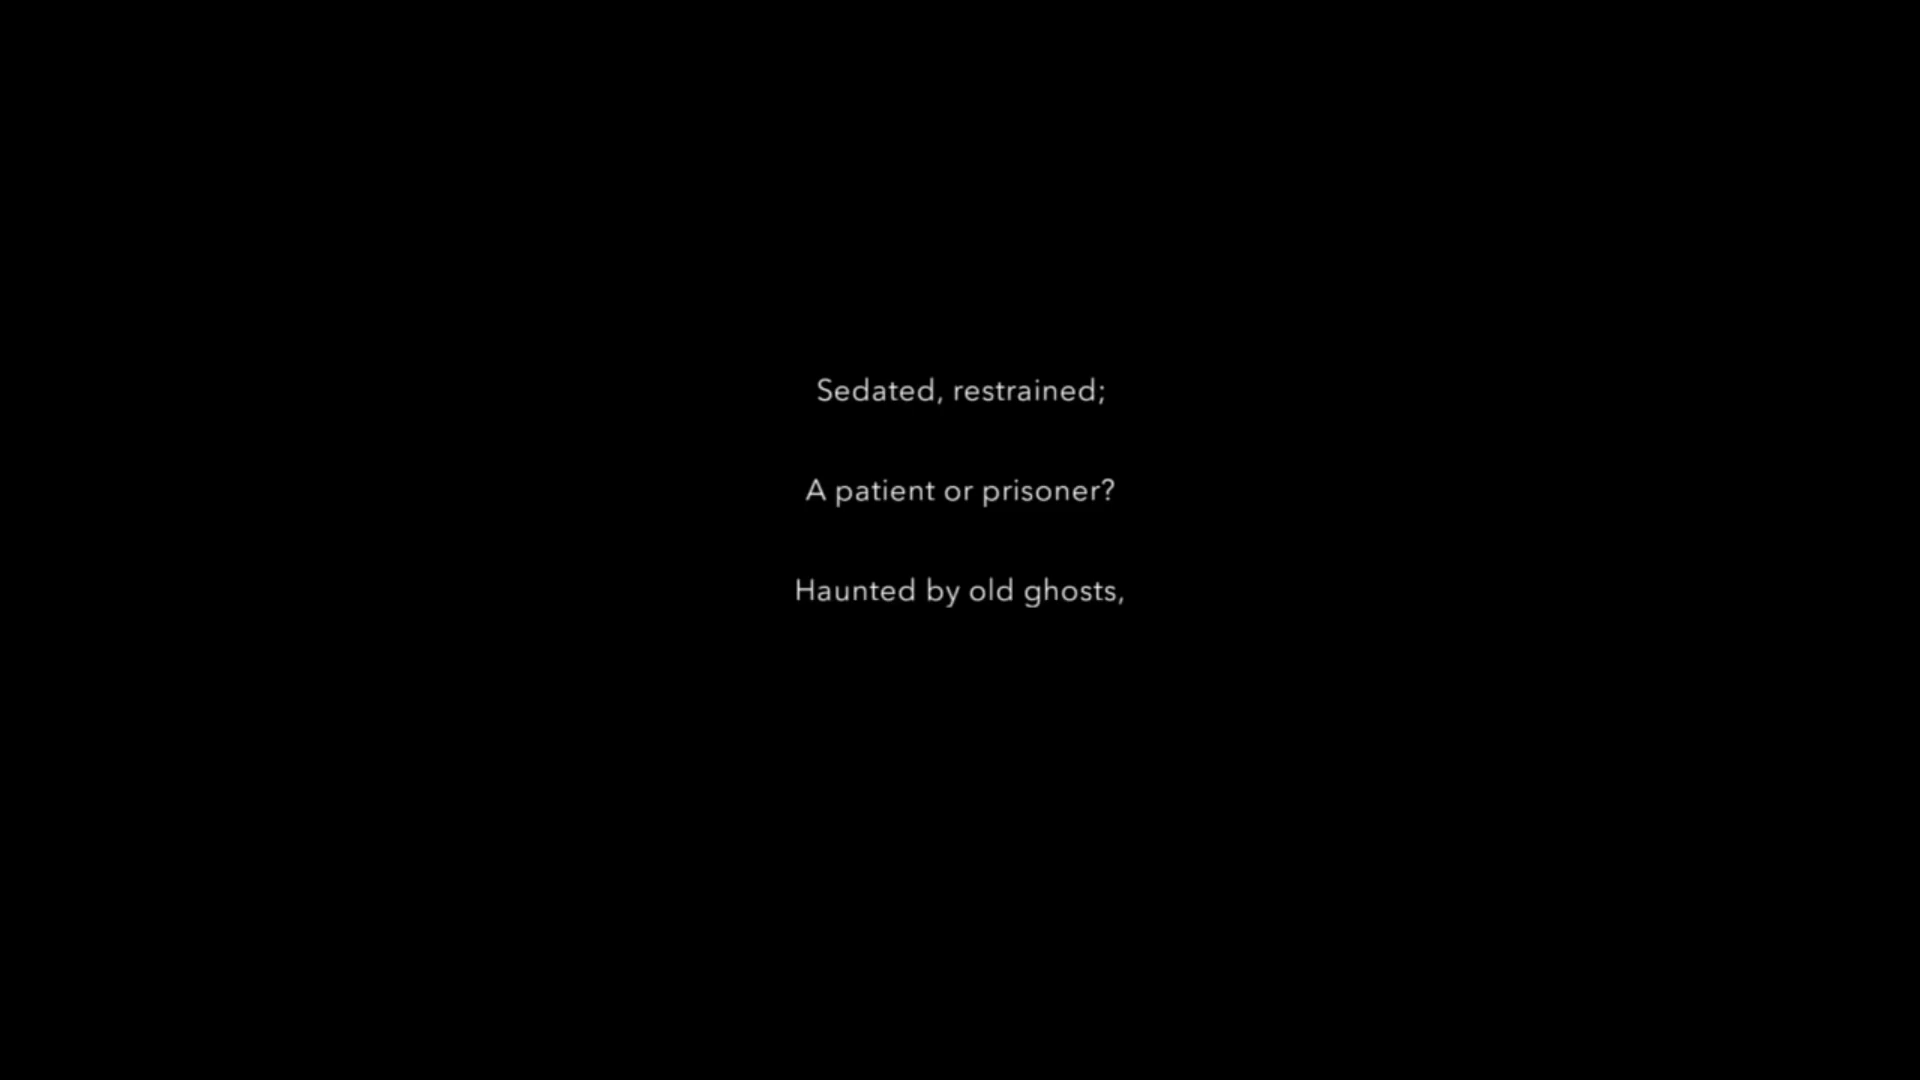 Sedated, restrained;
A patient or prisoner?
Haunted by old ghosts,